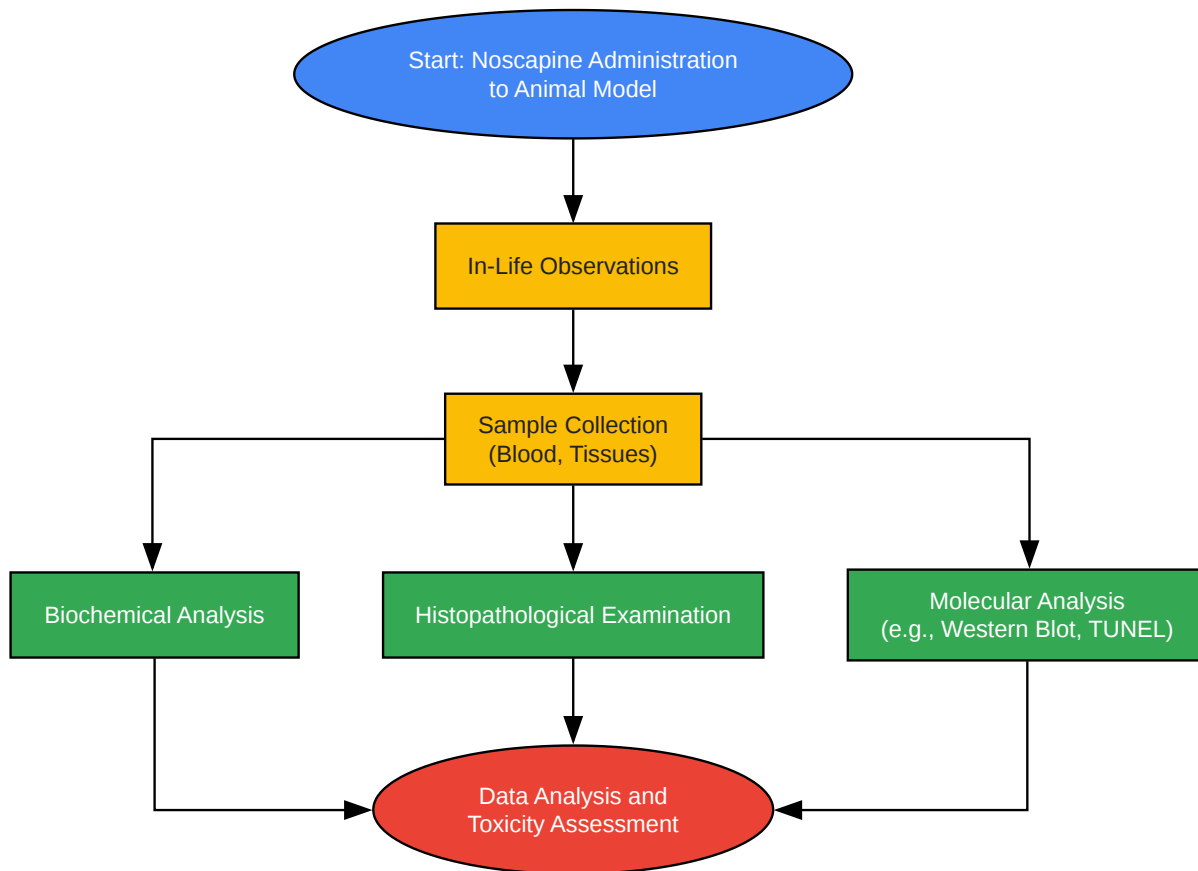 Start: Noscapine Administration
to Animal Model
In-Life Observations
Sample Collection
(Blood, Tissues)
Biochemical Analysis
Histopathological Examination
Molecular Analysis
(e.g., Western Blot, TUNEL)
Data Analysis and
Toxicity Assessment